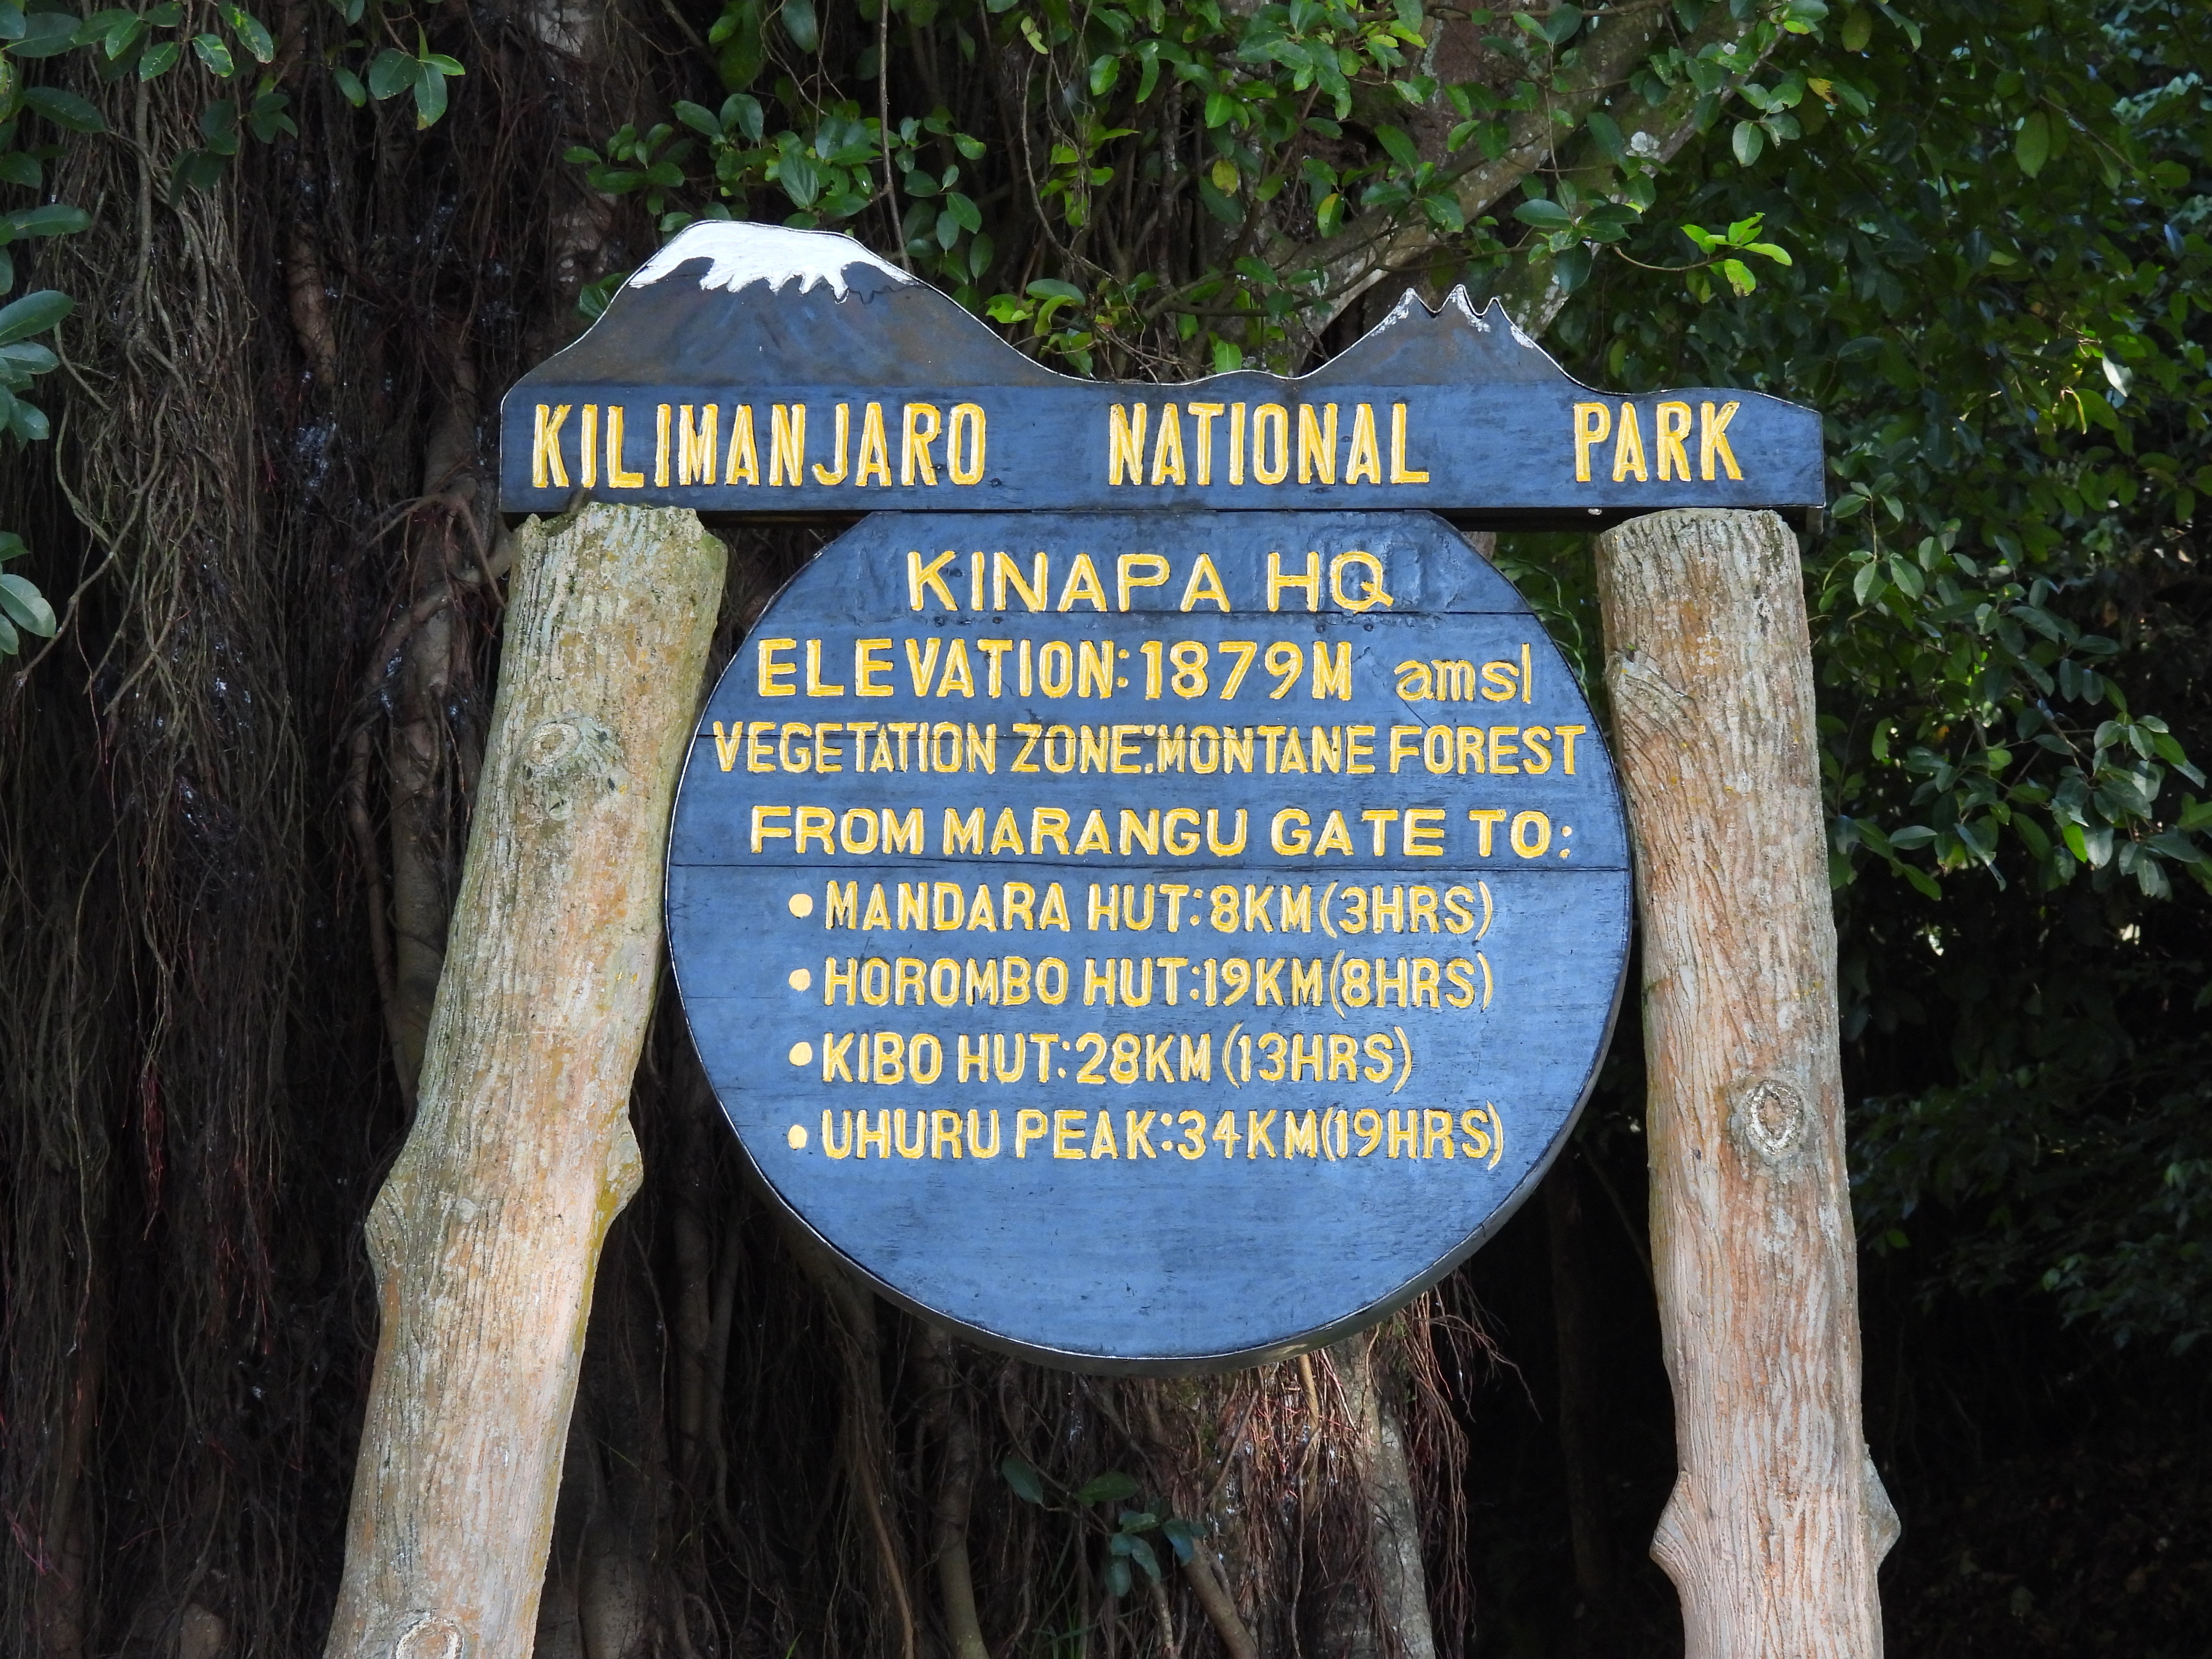 KILIMANJARO NATIONAL PARK
KINAPA HQ
ELEVATION:1879M amsl
VEGETATION ZONE:MONTANE FOREST
FROM MARANGU GATE TO:
• MANDARA HUT:8KM(3HRS)
• HOROMBO HUT:19KM(8HRS)
• KIBO HUT:28KM(13HRS)
• UHURU PEAK:34KM(19HRS)